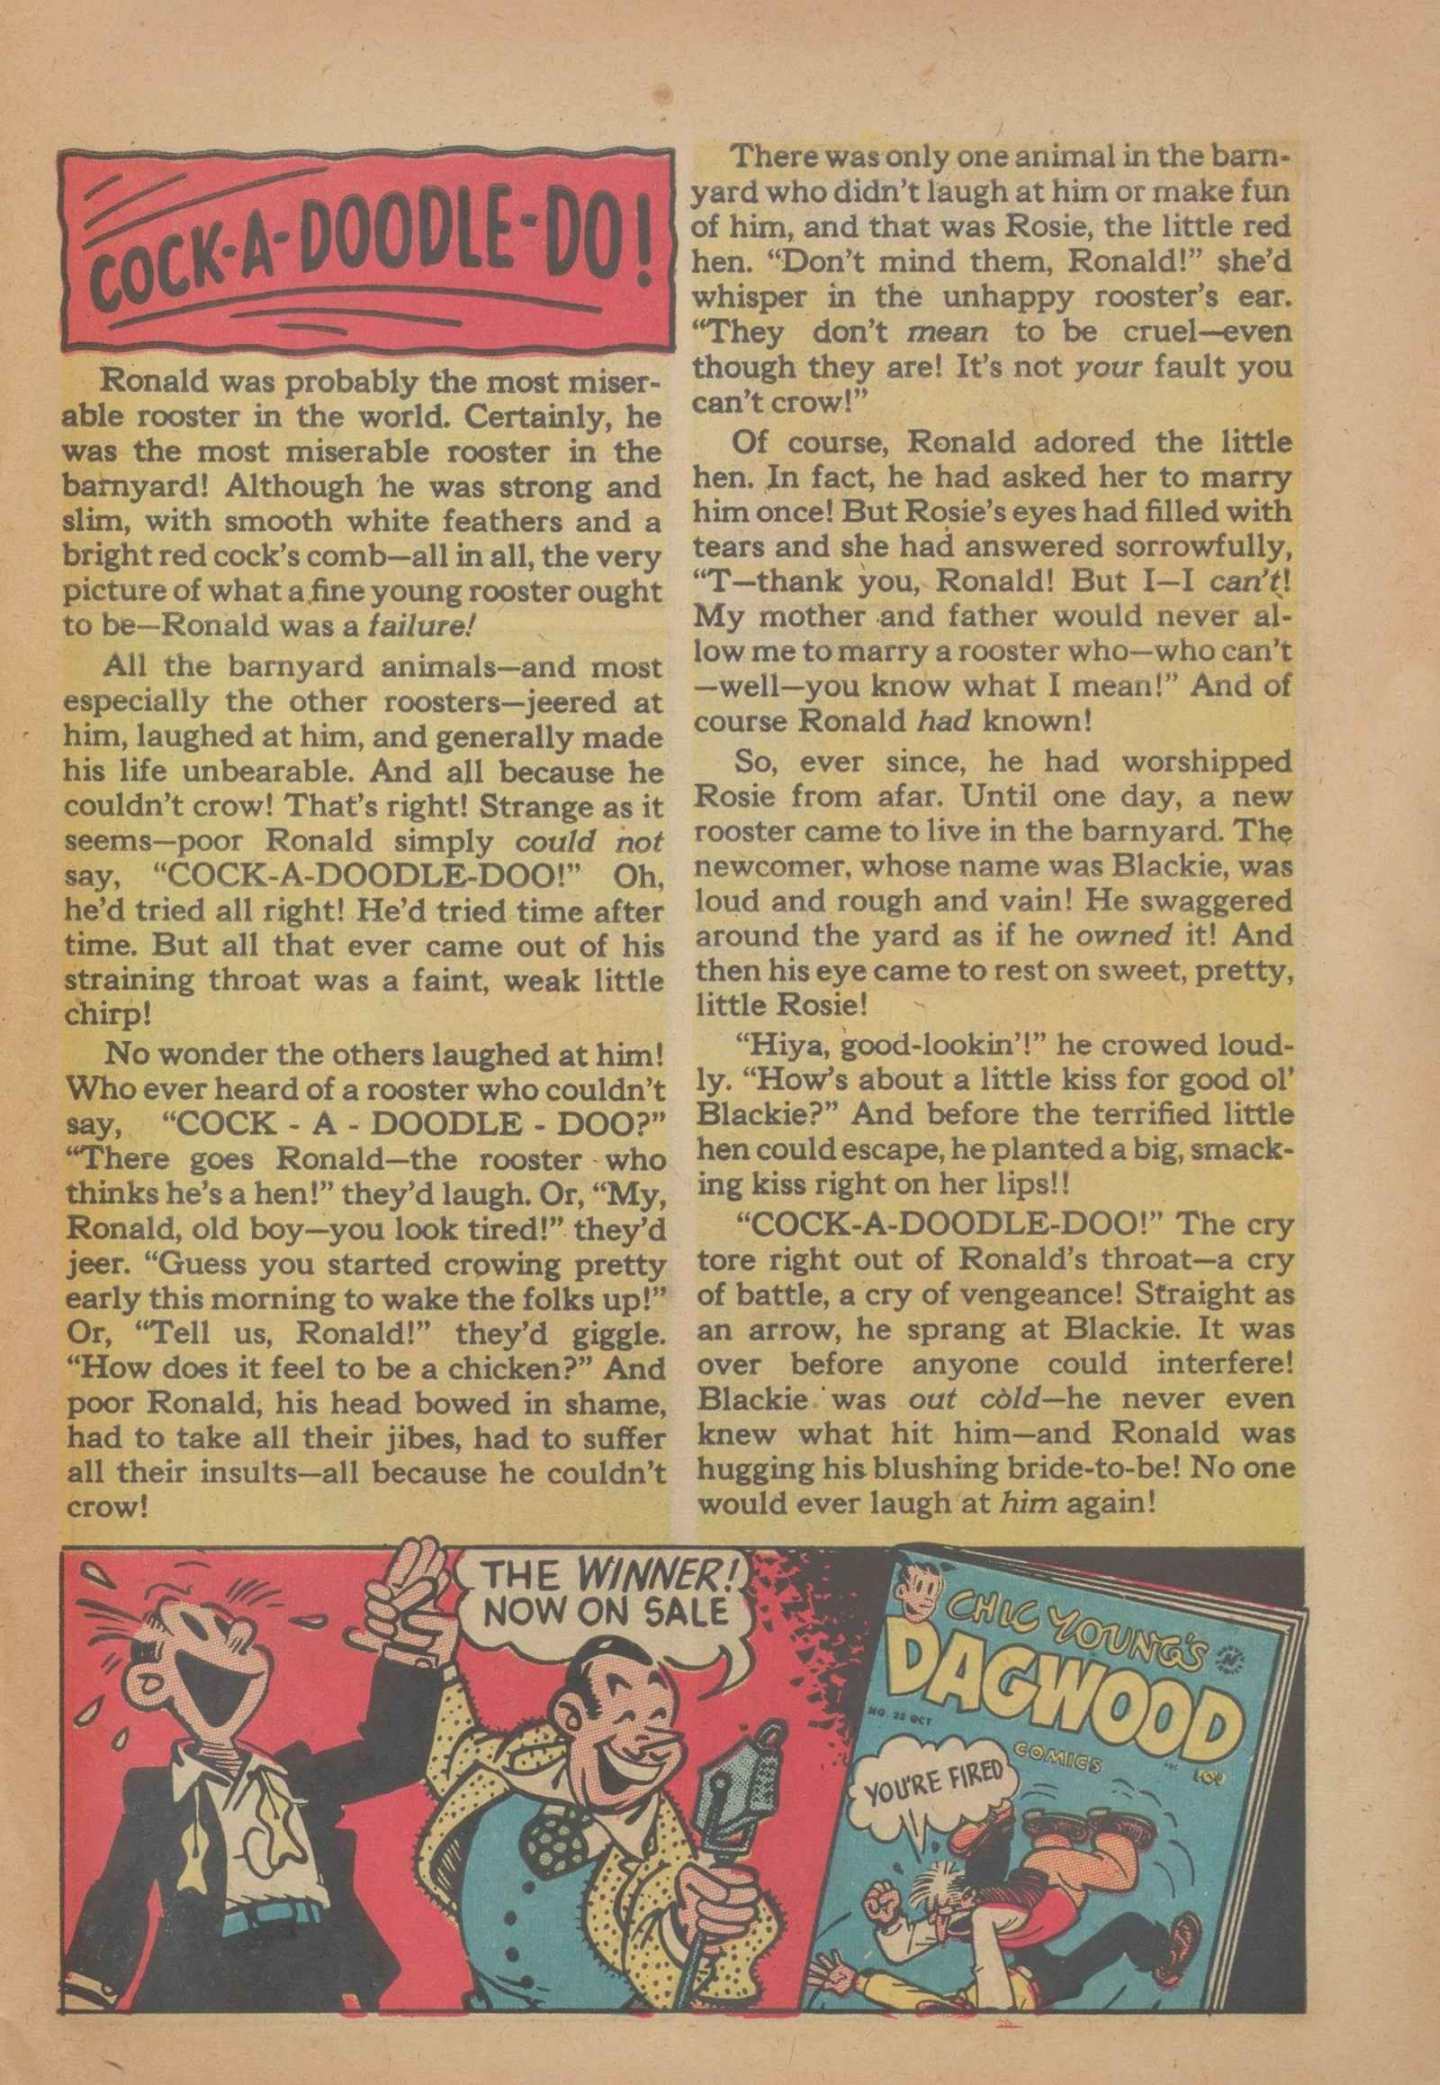 COCK-A-DOODLE-DO!
Ronald was probably the most miser-
able rooster in the world. Certainly, he
was the most miserable rooster in the
barnyard! Although he was strong and
slim, with smooth white feathers and a
bright red cock's comb—all in all, the very
picture of what a fine young rooster ought
to be—Ronald was a failure!
All the barnyard animals—and most
especially the other roosters—jeered at
him, laughed at him, and generally made
his life unbearable. And all because he
couldn't crow! That's right! Strange as it
seems—poor Ronald simply could not
say, “COCK-A-DOODLE-DOO!” Oh,
he'd tried all right! He'd tried time after
time. But all that ever came out of his
straining throat was a faint, weak little
chirp!
No wonder the others laughed at him!
Who ever heard of a rooster who couldn't
say, “COCK - A - DOODLE - DOO?”
“There goes Ronald—the rooster who
thinks he's a hen!” they'd laugh. Or, “My,
Ronald, old boy—you look tired!” they'd
jeer. “Guess you started crowing pretty
early this morning to wake the folks up!”
Or, “Tell us, Ronald!” they'd giggle.
“How does it feel to be a chicken?” And
poor Ronald, his head bowed in shame,
had to take all their jibes, had to suffer
all their insults—all because he couldn't
crow!
There was only one animal in the barn-
yard who didn't laugh at him or make fun
of him, and that was Rosie, the little red
hen. “Don't mind them, Ronald!” she'd
whisper in the unhappy rooster's ear.
“They don't mean to be cruel—even
though they are! It's not your fault you
can't crow!”
Of course, Ronald adored the little
hen. In fact, he had asked her to marry
him once! But Rosie's eyes had filled with
tears and she had answered sorrowfully,
“T—thank you, Ronald! But I—I can't!
My mother and father would never al-
low me to marry a rooster who—who can't
—well—you know what I mean!” And of
course Ronald had known!
So, ever since, he had worshipped
Rosie from afar. Until one day, a new
rooster came to live in the barnyard. The
newcomer, whose name was Blackie, was
loud and rough and vain! He swaggered
around the yard as if he owned it! And
then his eye came to rest on sweet, pretty,
little Rosie!
“Hiya, good-lookin'!” he crowed loud-
ly. “How's about a little kiss for good ol'
Blackie?” And before the terrified little
hen could escape, he planted a big, smack-
ing kiss right on her lips!!
“COCK-A-DOODLE-DOO!” The cry
tore right out of Ronald's throat—a cry
of battle, a cry of vengeance! Straight as
an arrow, he sprang at Blackie. It was
over before anyone could interfere!
Blackie was out cold—he never even
knew what hit him—and Ronald was
hugging his blushing bride-to-be! No one
would ever laugh at him again!
THE WINNER!
NOW ON SALE
CHIC YOUNG'S
DAGWOOD
COMICS
OCT
10¢
YOU'RE FIRED